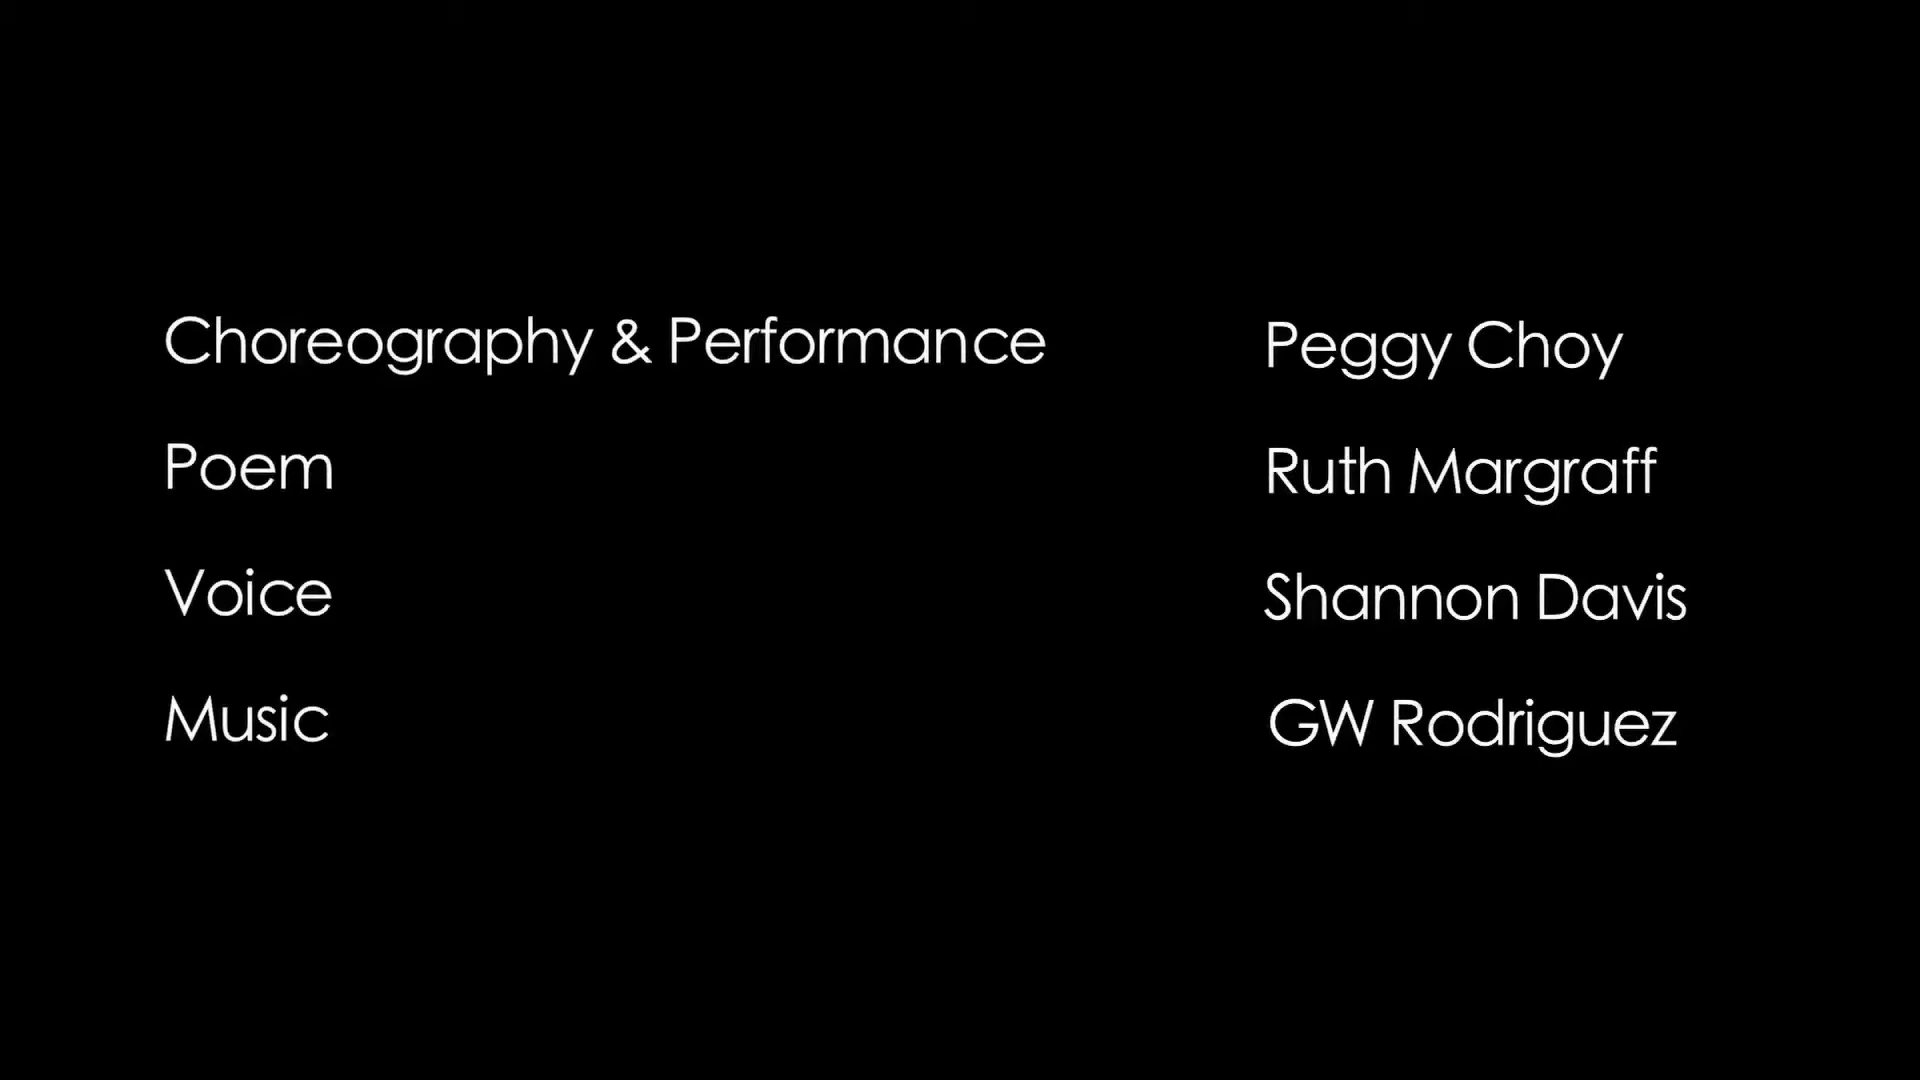 Choreography & Performance Peggy Choy
Poem Ruth Margraff
Voice Shannon Davis
Music GW Rodriguez